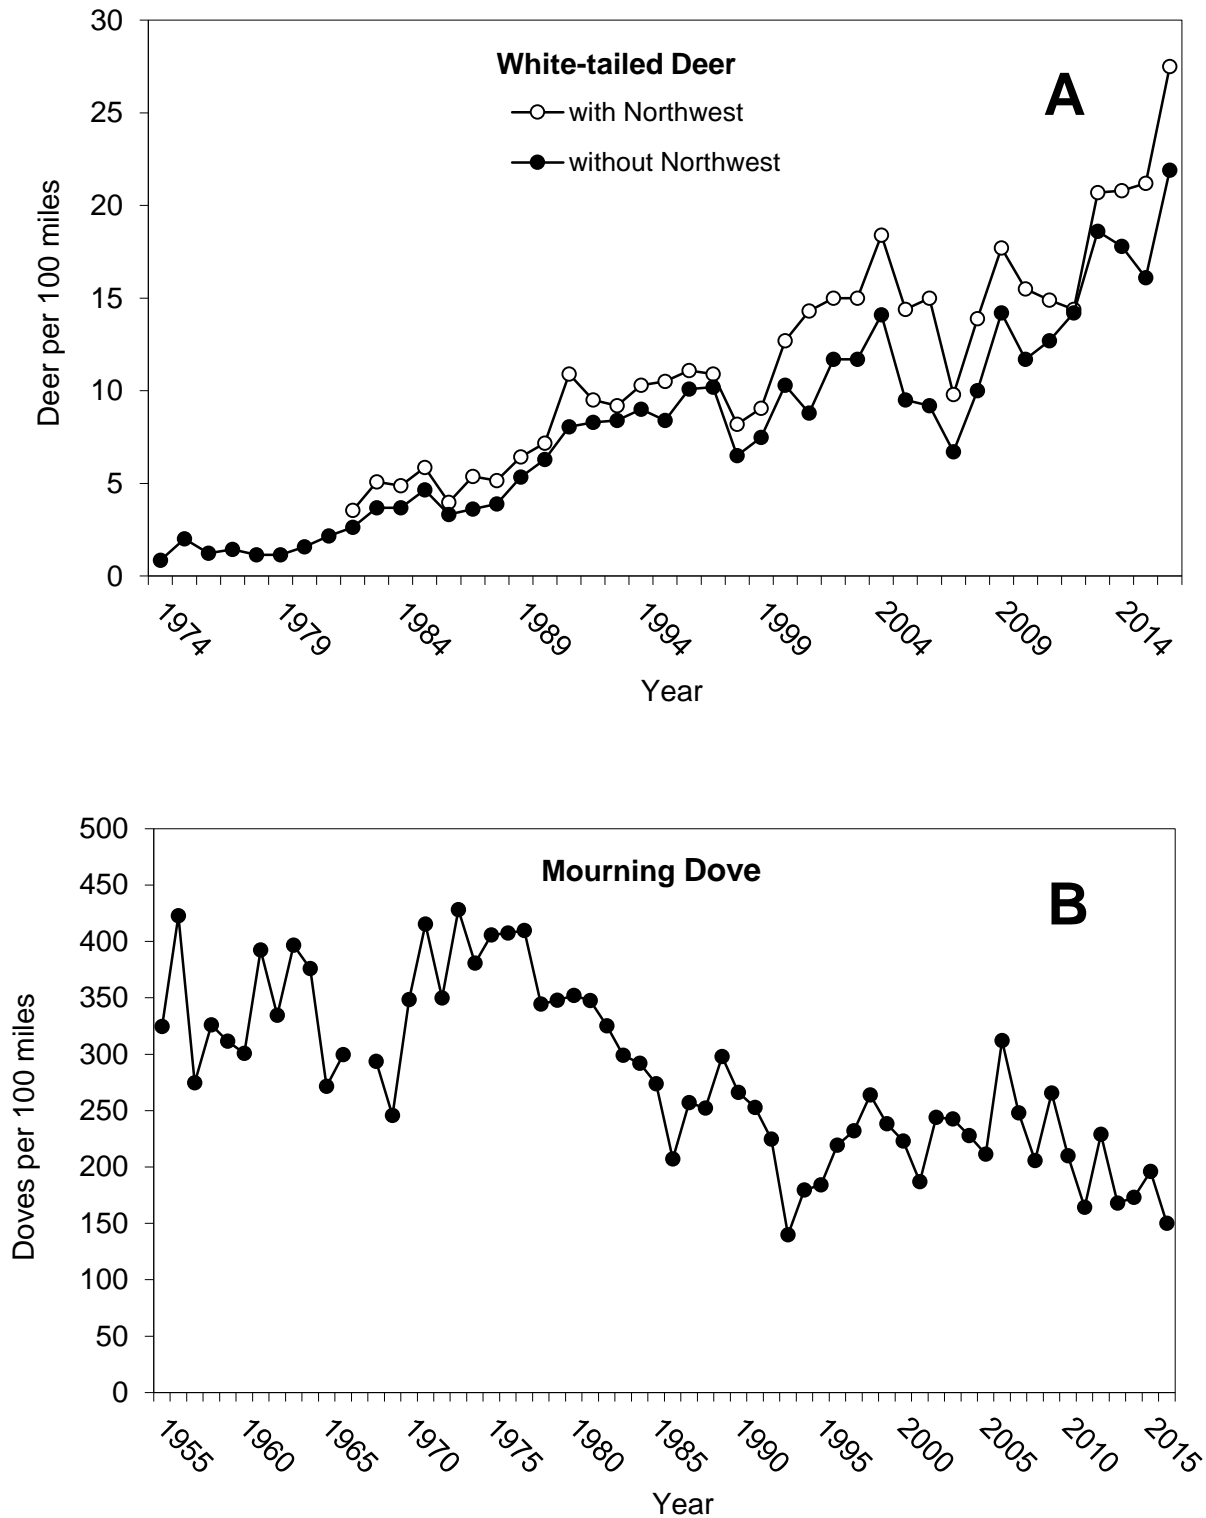 White-tailed Deer
A
with Northwest
without Northwest
Deer per 100 miles
30
25
20
15
10
5
0
1974 1979 1984 1989 1994 1999 2004 2009 2014
Year
Mourning Dove
B
Doves per 100 miles
500
450
400
350
300
250
200
150
100
50
0
1955 1960 1965 1970 1975 1980 1985 1990 1995 2000 2005 2010 2015
Year